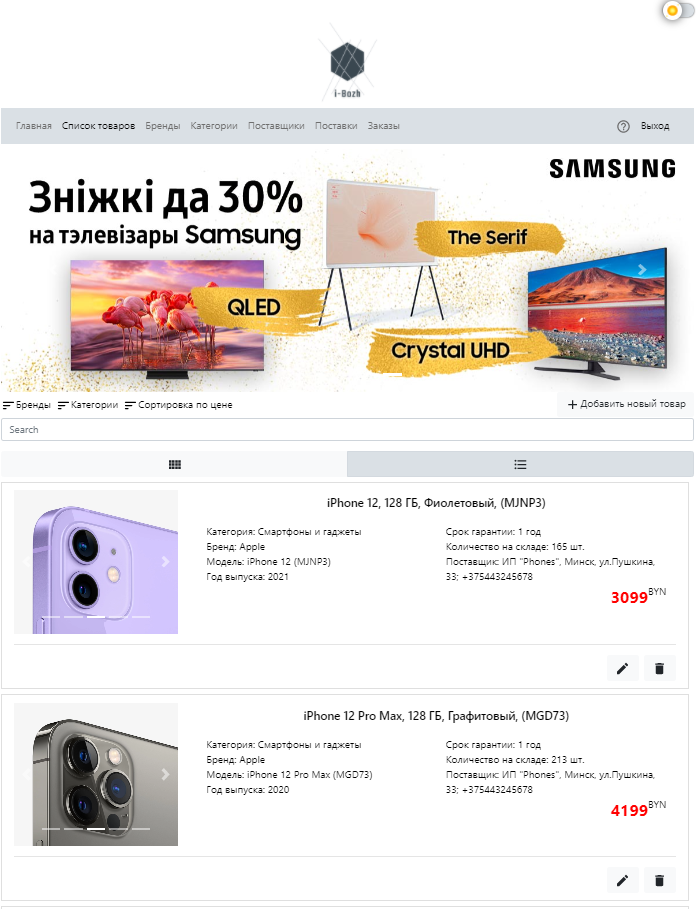 i-Bozh
Главная Список товаров Бренды Категории Поставщики Поставки Заказы Выход
SAMSUNG
Зніжкі да 30%
на тэлевізары Samsung
The Serif
QLED
Crystal UHD
Бренды Категории Сортировка по цене Добавить новый товар
Search
iPhone 12, 128 ГБ, Фиолетовый, (MJNP3)
Категория: Смартфоны и гаджеты
Бренд: Apple
Модель: iPhone 12 (MJNP3)
Год выпуска: 2021
Срок гарантии: 1 год
Количество на складе: 165 шт.
Поставщик: ИП "Phones", Минск, ул.Пушкина,
33; +375443245678
3099 BYN
iPhone 12 Pro Max, 128 ГБ, Графитовый, (MGD73)
Категория: Смартфоны и гаджеты
Бренд: Apple
Модель: iPhone 12 Pro Max (MGD73)
Год выпуска: 2020
Срок гарантии: 1 год
Количество на складе: 213 шт.
Поставщик: ИП "Phones", Минск, ул.Пушкина,
33; +375443245678
4199 BYN